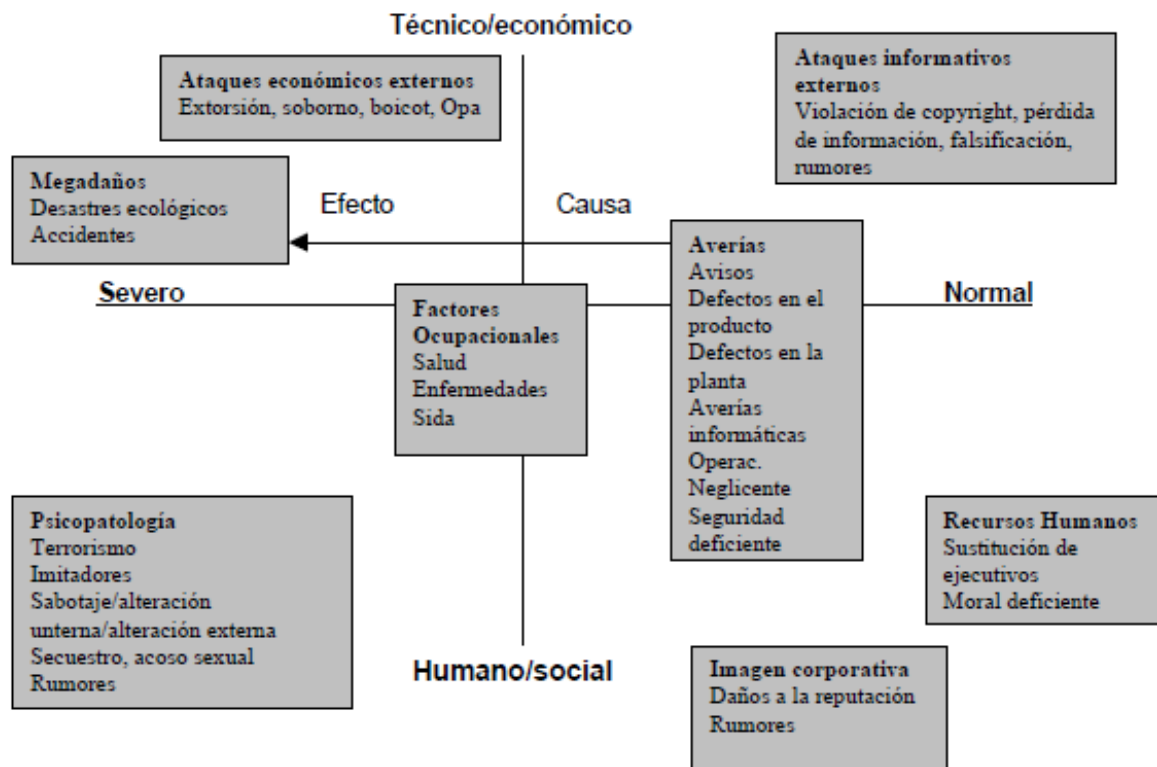 Técnico/económico
Ataques económicos externos
Extorsión, soborno, boicot, Opa
Ataques informativos
externos
Violación de copyright, pérdida
de información, falsificación,
rumores
Megadaños
Desastres ecológicos
Accidentes
Efecto
Causa
Severo
Normal
Factores
Ocupacionales
Salud
Enfermedades
Sida
Averías
Avisos
Defectos en el
producto
Defectos en la
planta
Averías
informáticas
Operac.
Neglicente
Seguridad
deficiente
Psicopatología
Terrorismo
Imitadores
Sabotaje/alteración
unterna/alteración externa
Secuestro, acoso sexual
Rumores
Recursos Humanos
Sustitución de
ejecutivos
Moral deficiente
Humano/social
Imagen corporativa
Daños a la reputación
Rumores